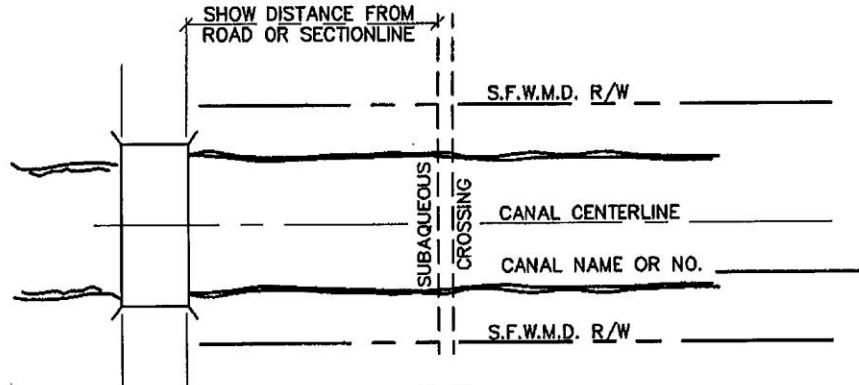 SHOW DISTANCE FROM
ROAD OR SECTIONLINE
S.F.W.M.D. R/W
SUBAQUEOUS
CROSSING
CANAL CENTERLINE
CANAL NAME OR NO.
S.F.W.M.D. R/W